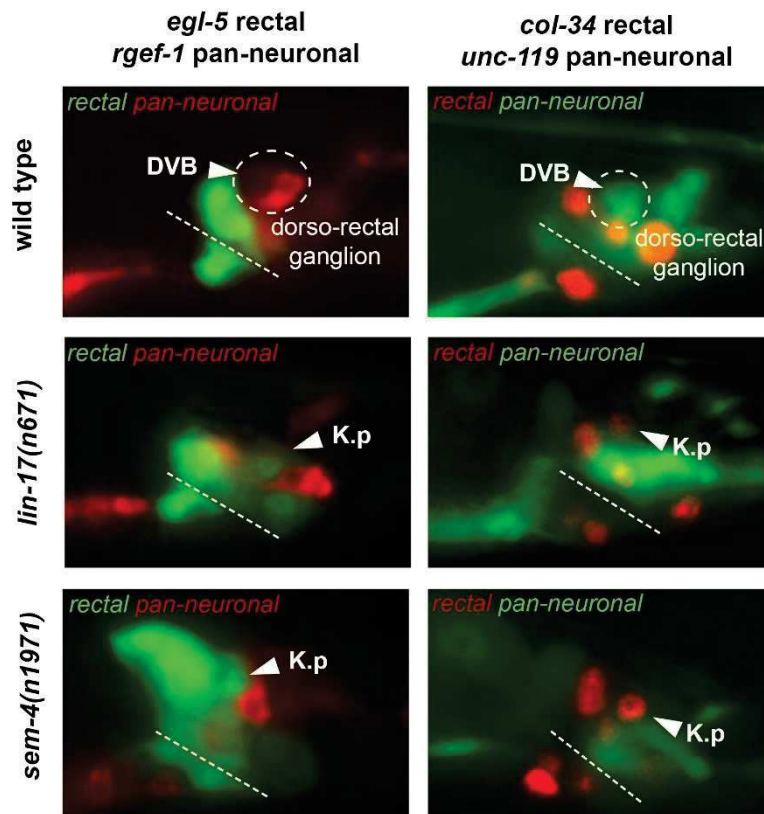 egl-5 rectal
rgef-1 pan-neuronal
col-34 rectal
unc-119 pan-neuronal
wild type
rectal pan-neuronal
DVB
dorso-rectal
ganglion
rectal pan-neuronal
DVB
dorso-rectal
ganglion
lin-17(n671)
rectal pan-neuronal
K.p
rectal pan-neuronal
K.p
sem-4(n1971)
rectal pan-neuronal
K.p
rectal pan-neuronal
K.p